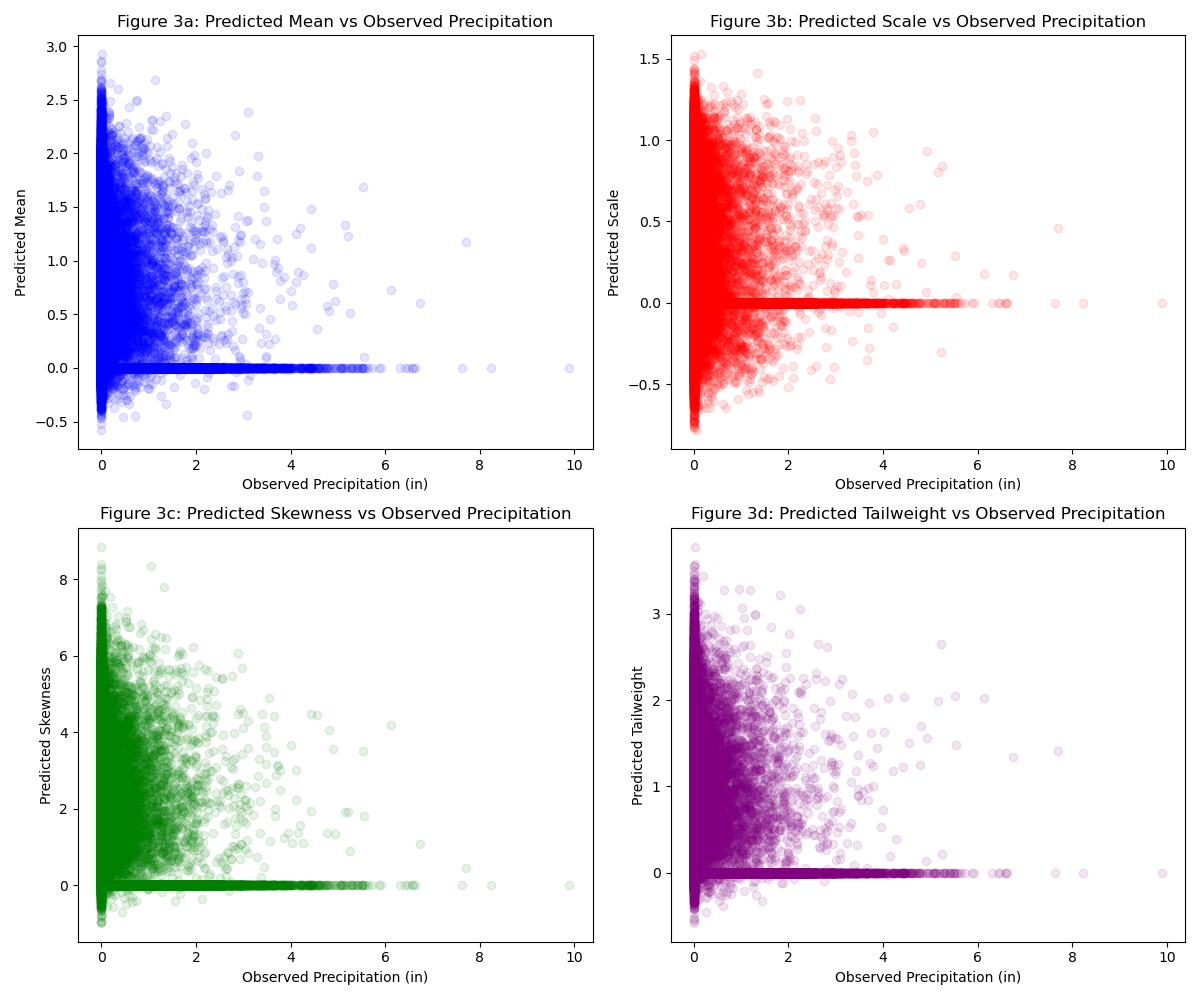 Figure 3a: Predicted Mean vs Observed Precipitation
3.0
2.5
2.0
1.5
1.0
0.5
0.0
−0.5
Predicted Mean
0 2 4 6 8 10
Observed Precipitation (in)
Figure 3b: Predicted Scale vs Observed Precipitation
1.5
1.0
0.5
0.0
−0.5
Predicted Scale
0 2 4 6 8 10
Observed Precipitation (in)
Figure 3c: Predicted Skewness vs Observed Precipitation
8
6
4
2
0
Predicted Skewness
0 2 4 6 8 10
Observed Precipitation (in)
Figure 3d: Predicted Tailweight vs Observed Precipitation
3
2
1
0
Predicted Tailweight
0 2 4 6 8 10
Observed Precipitation (in)